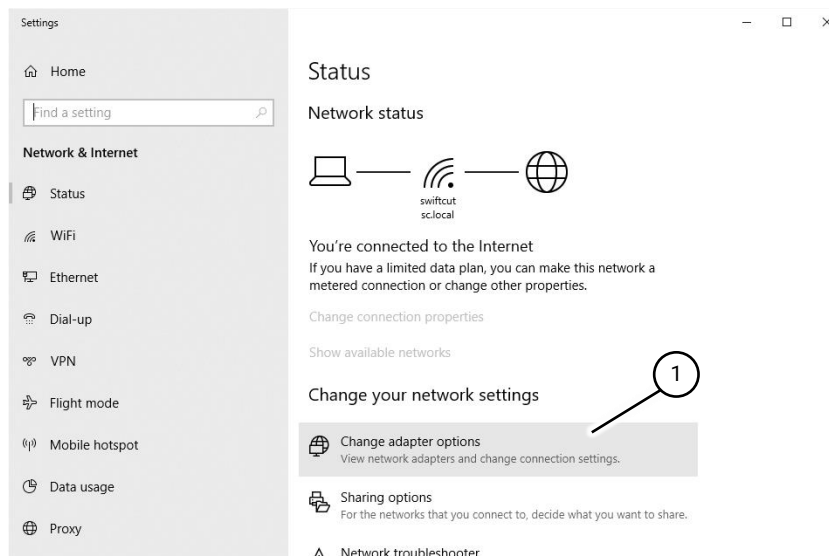 Settings
Home
Find a setting
Network & Internet
Status
WiFi
Ethernet
Dial-up
VPN
Flight mode
Mobile hotspot
Data usage
Proxy
Status
Network status
swiftcut
sc.local
You're connected to the Internet
If you have a limited data plan, you can make this network a
metered connection or change other properties.
Change connection properties
Show available networks
1
Change your network settings
Change adapter options
View network adapters and change connection settings.
Sharing options
For the networks that you connect to, decide what you want to share.
Network troubleshooter